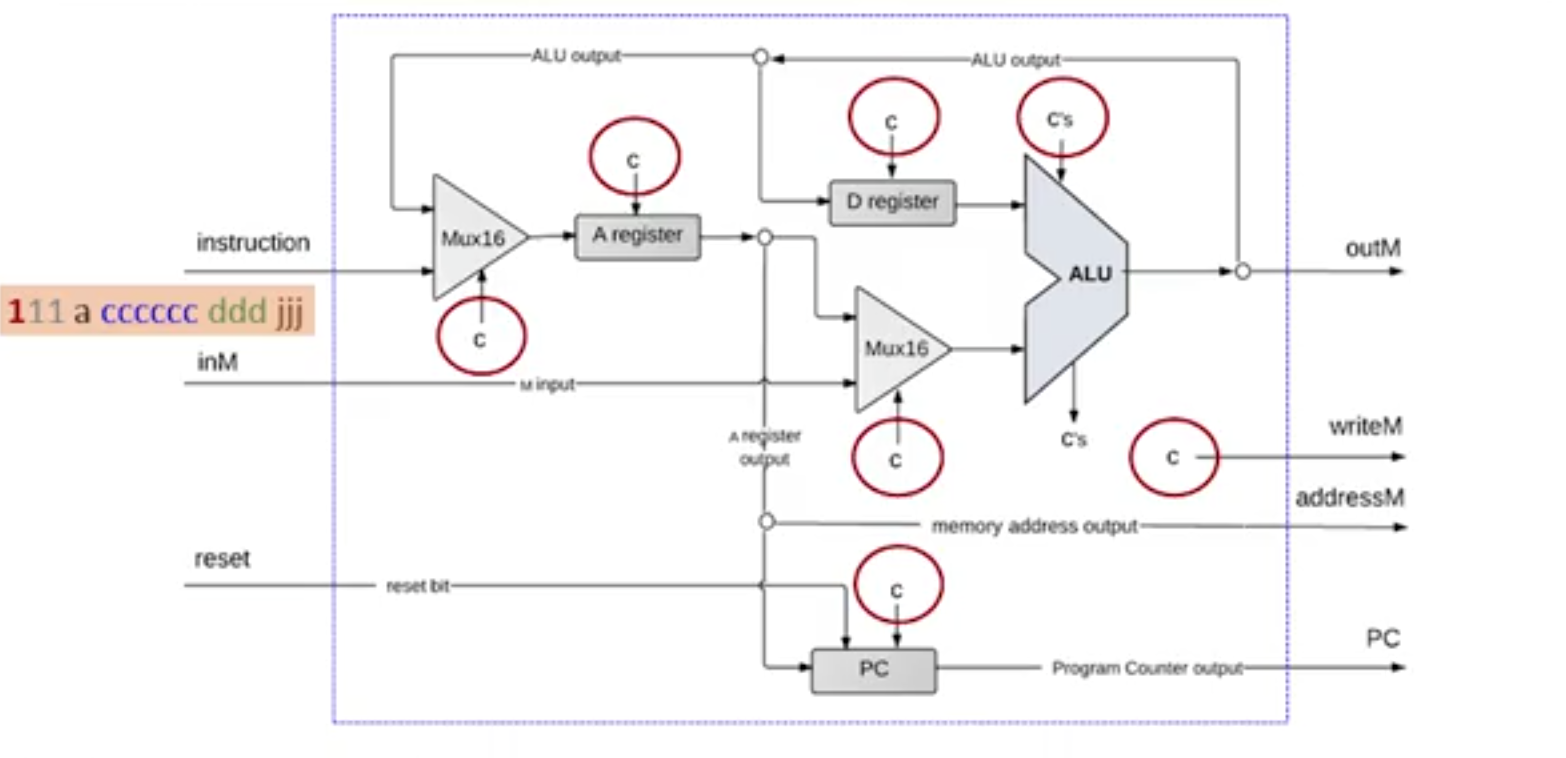 ALU output
ALU output
c
C's
c
D register
Mux16
A register
instruction
outM
ALU
111 a cccccc ddd jjj
c
Mux16
inM
M input
writeM
A register
output
C's
c
c
addressM
memory address output
reset
reset bit
c
PC
PC
Program Counter output